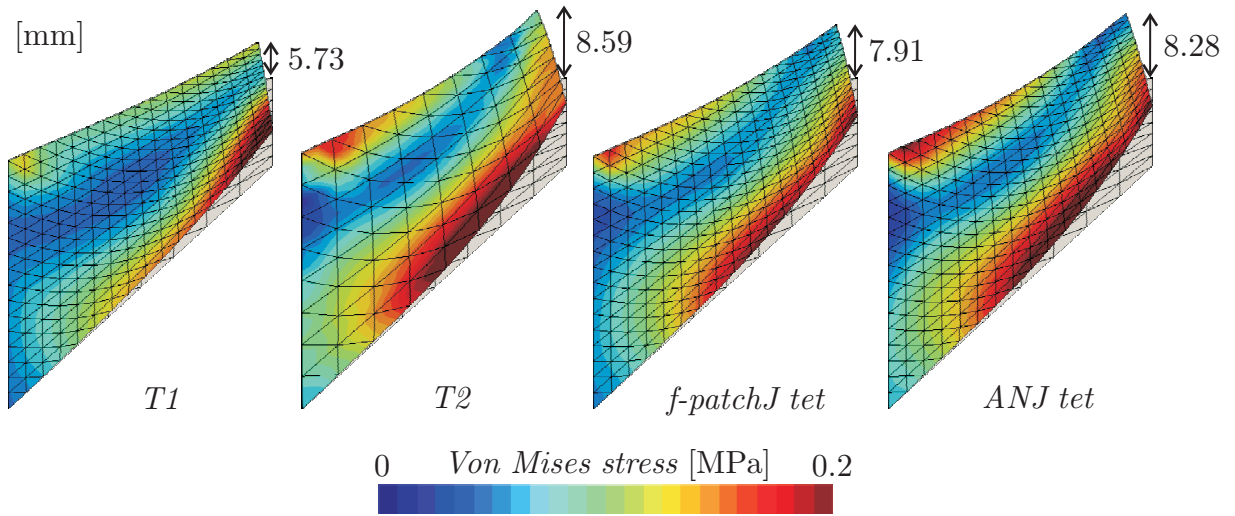 [mm]
5.73
8.59
7.91
8.28
T1
T2
f-patchJ tet
ANJ tet
0 Von Mises stress [MPa] 0.2